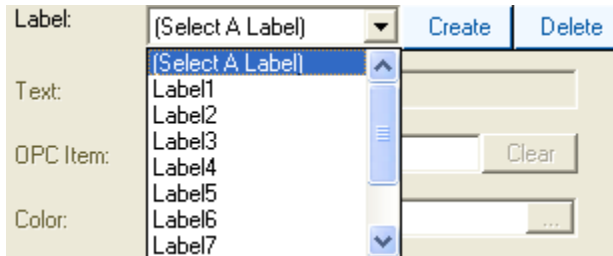 Label: (Select A Label) Create Delete
(Select A Label)
Text: Label1
Label2
OPC Item: Label3 Clear
Label4
Label5
Color: Label6 ...
Label7